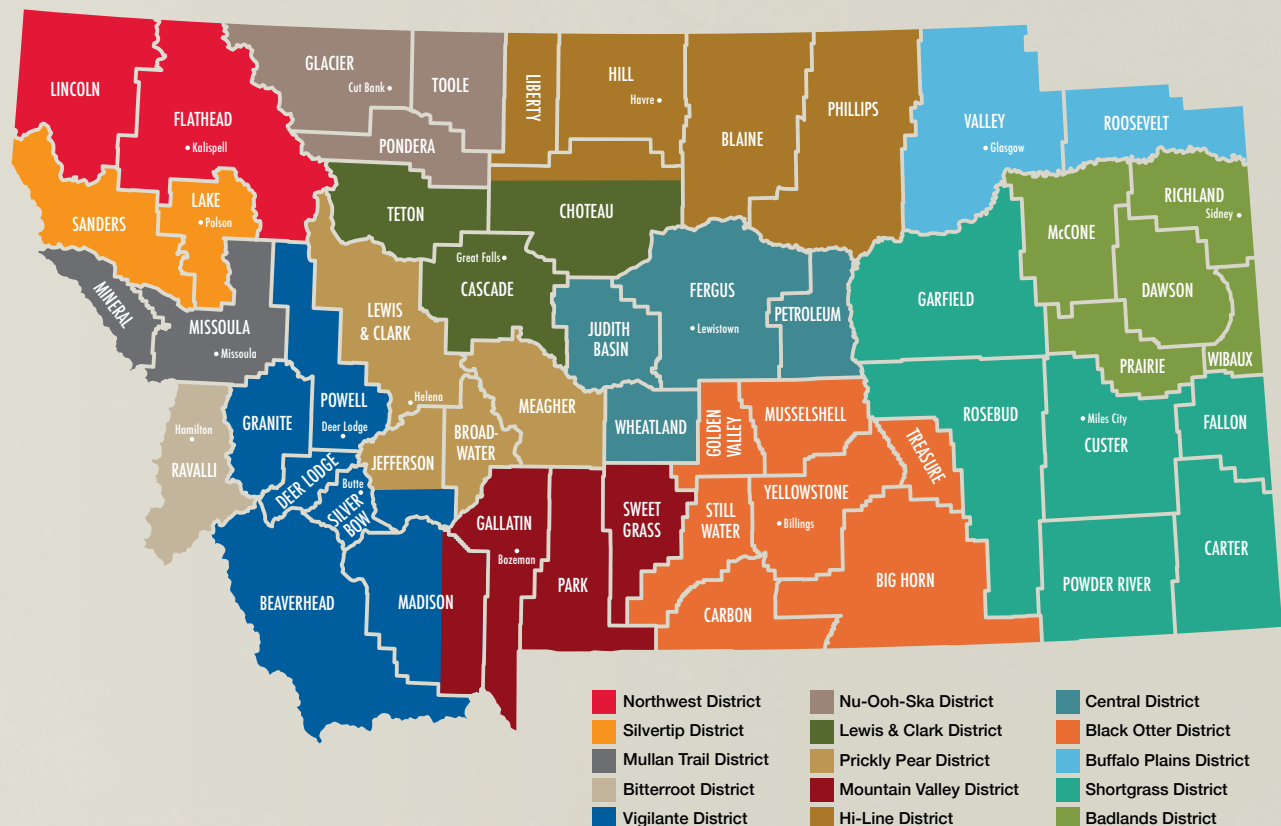 LINCOLN
FLATHEAD
Kalispell
GLACIER
Cut Bank
TOOLE
PONDERA
LIBERTY
HILL
Havre
BLAINE
PHILLIPS
VALLEY
Glasgow
ROOSEVELT
SANDERS
LAKE
Polson
TETON
CHOTEAU
McCONE
RICHLAND
Sidney
MINERAL
MISSOULA
Missoula
LEWIS
& CLARK
Helena
Great Falls
CASCADE
JUDITH
BASIN
FERGUS
Lewistown
PETROLEUM
GARFIELD
DAWSON
PRAIRIE
WIBAUX
Hamilton
RAVALLI
GRANITE
POWELL
Deer Lodge
DEER LODGE
Butte
SILVER
BOW
JEFFERSON
BROAD-
WATER
MEAGHER
WHEATLAND
GOLDEN
VALLEY
MUSSELSHELL
TREASURE
ROSEBUD
Miles City
CUSTER
FALLON
BEAVERHEAD
MADISON
GALLATIN
Bozeman
PARK
SWEET
GRASS
STILL
WATER
YELLOWSTONE
Billings
CARBON
BIG HORN
POWDER RIVER
CARTER
Northwest District
Silvertip District
Mullan Trail District
Bitterroot District
Vigilante District
Nu-Ooh-Ska District
Lewis & Clark District
Prickly Pear District
Mountain Valley District
Hi-Line District
Central District
Black Otter District
Buffalo Plains District
Shortgrass District
Badlands District